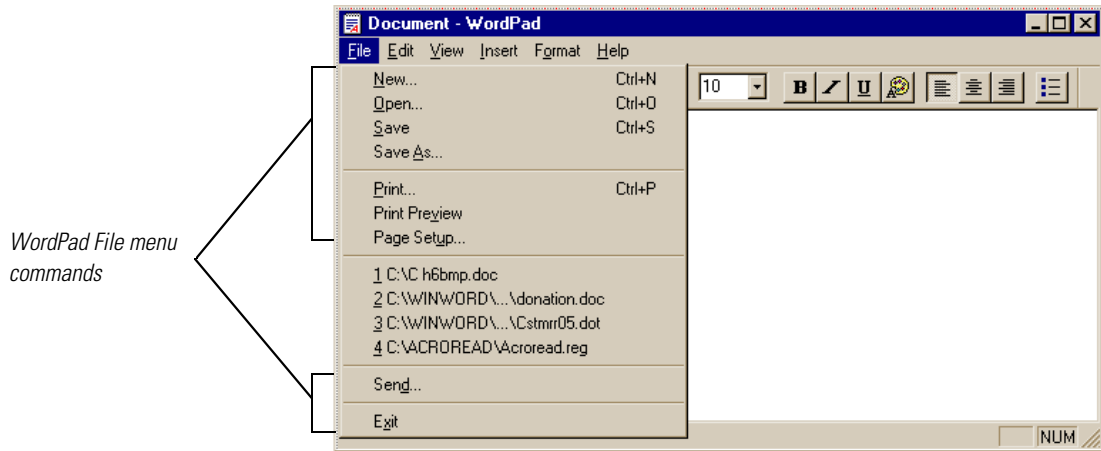 Document - WordPad
File Edit View Insert Format Help
New... Ctrl+N
Open... Ctrl+O
Save Ctrl+S
Save As...
10 B I U
Print... Ctrl+P
Print Preview
Page Setup...
WordPad File menu
commands
1 C:\C h6bmp.doc
2 C:\WINWORD\...\donation.doc
3 C:\WINWORD\...\Cstmrr05.dot
4 C:\ACROREAD\Acroread.reg
Send...
Exit
NUM